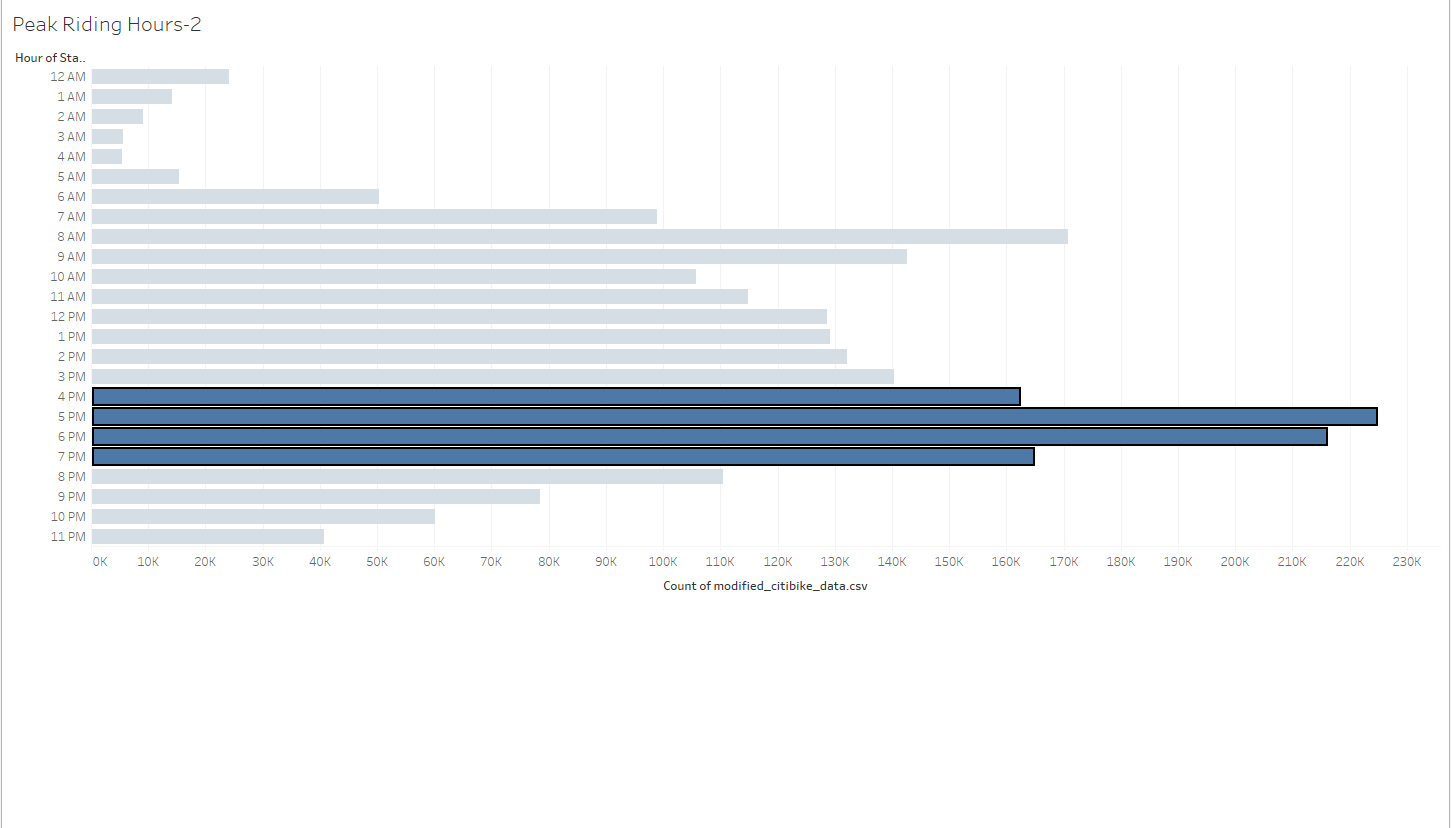 Peak Riding Hours-2
Hour of Sta..
12 AM
1 AM
2 AM
3 AM
4 AM
5 AM
6 AM
7 AM
8 AM
9 AM
10 AM
11 AM
12 PM
1 PM
2 PM
3 PM
4 PM
5 PM
6 PM
7 PM
8 PM
9 PM
10 PM
11 PM
0K 10K 20K 30K 40K 50K 60K 70K 80K 90K 100K 110K 120K 130K 140K 150K 160K 170K 180K 190K 200K 210K 220K 230K
Count of modified_citibike_data.csv